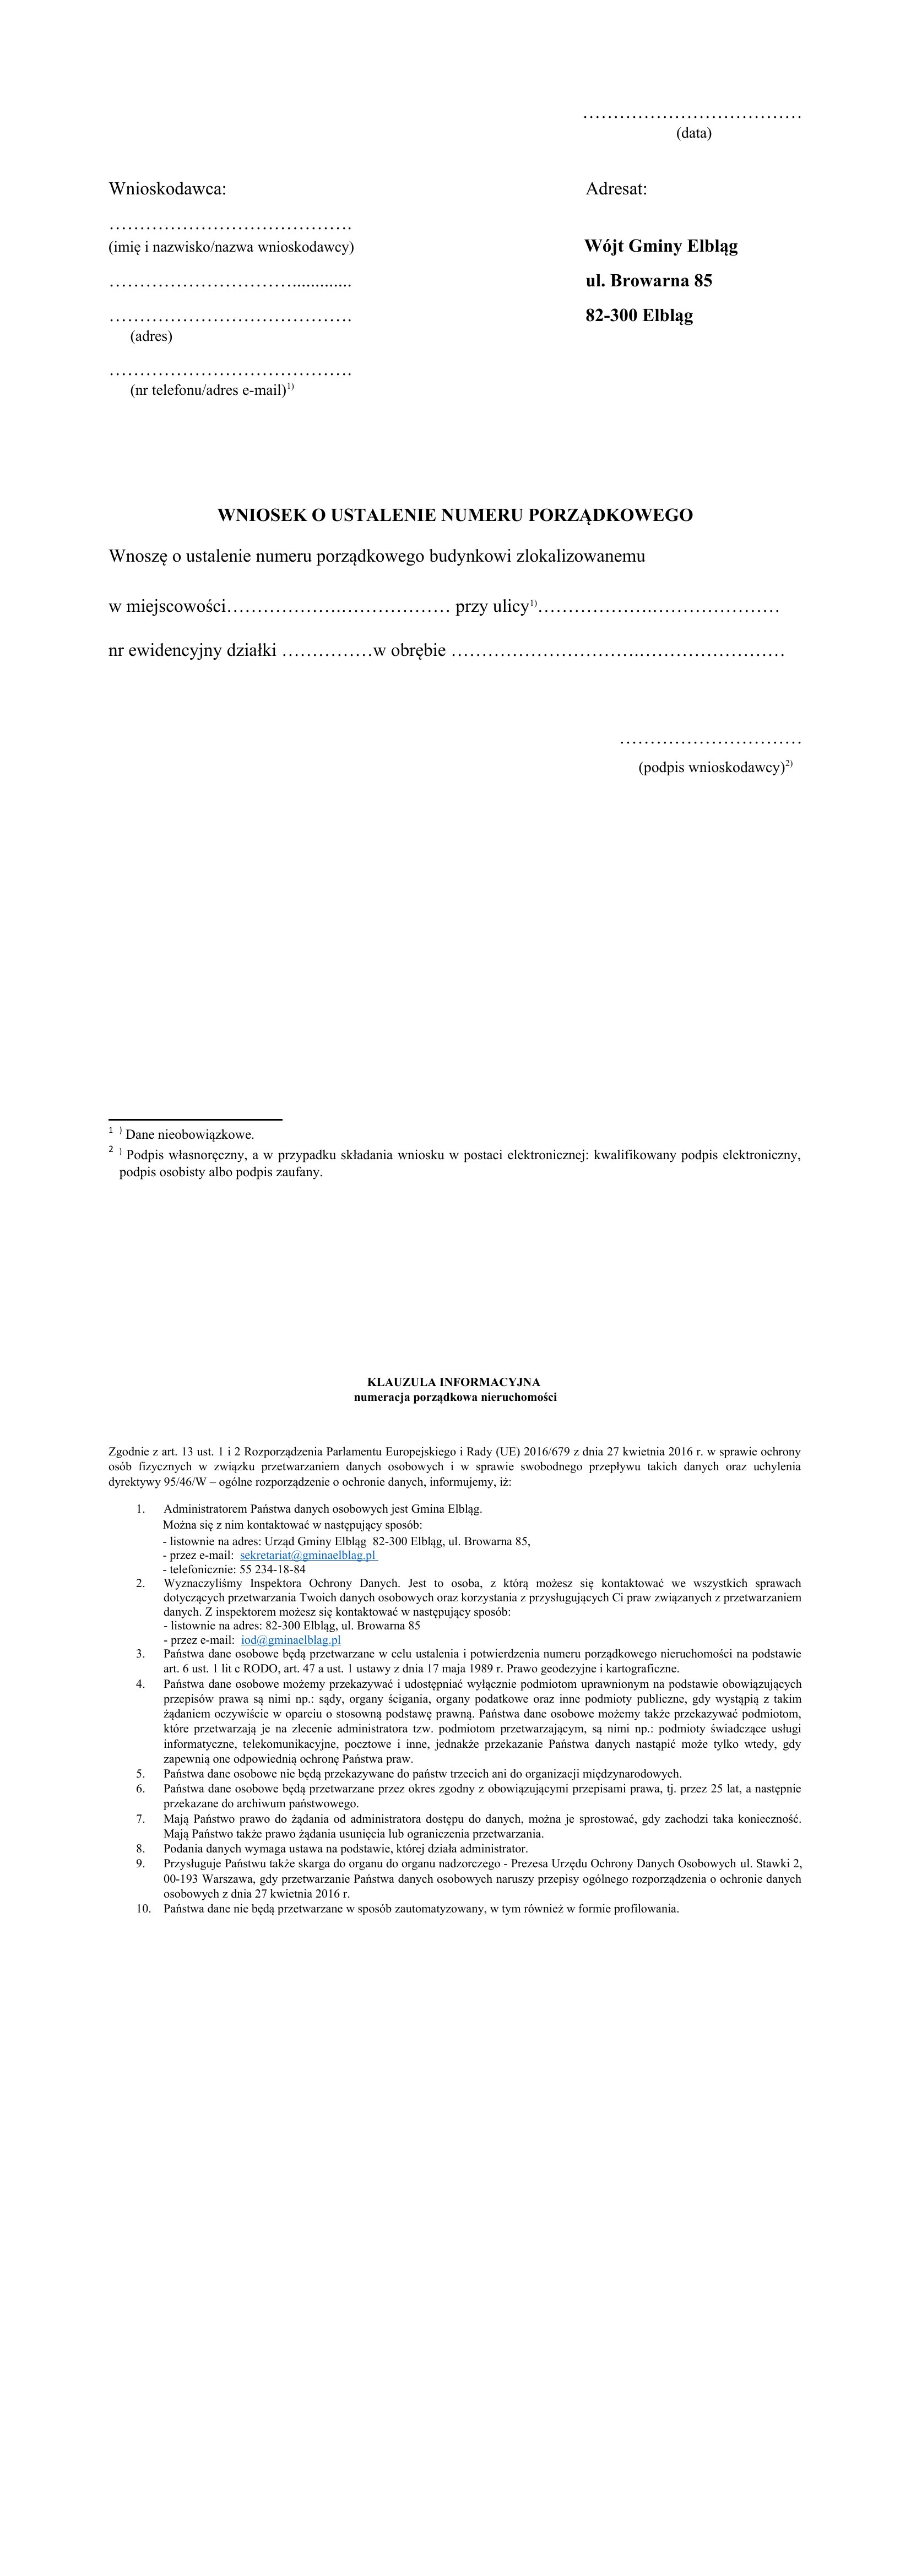 ………………………………
(data)
Wnioskodawca:
Adresat:
………………………………….
(imię i nazwisko/nazwa wnioskodawcy)
Wójt Gminy Elbląg
………………………….............
ul. Browarna 85
………………………………….
82-300 Elbląg
(adres)
………………………………….
(nr telefonu/adres e-mail)1)
WNIOSEK O USTALENIE NUMERU PORZĄDKOWEGO
Wnoszę o ustalenie numeru porządkowego budynkowi zlokalizowanemu
w miejscowości……………….……………… przy ulicy1)……………….…………………
nr ewidencyjny działki ……………w obrębie ………………………….……………………
…………………………
(podpis wnioskodawcy)2)
1 ) Dane nieobowiązkowe.
2 ) Podpis własnoręczny, a w przypadku składania wniosku w postaci elektronicznej: kwalifikowany podpis elektroniczny,
podpis osobisty albo podpis zaufany.
KLAUZULA INFORMACYJNA
numeracja porządkowa nieruchomości
Zgodnie z art. 13 ust. 1 i 2 Rozporządzenia Parlamentu Europejskiego i Rady (UE) 2016/679 z dnia 27 kwietnia 2016 r. w sprawie ochrony
osób fizycznych w związku przetwarzaniem danych osobowych i w sprawie swobodnego przepływu takich danych oraz uchylenia
dyrektywy 95/46/W – ogólne rozporządzenie o ochronie danych, informujemy, iż:
1. Administratorem Państwa danych osobowych jest Gmina Elbląg.
Można się z nim kontaktować w następujący sposób:
- listownie na adres: Urząd Gminy Elbląg 82-300 Elbląg, ul. Browarna 85,
- przez e-mail: sekretariat@gminaelblag.pl
- telefonicznie: 55 234-18-84
2. Wyznaczyliśmy Inspektora Ochrony Danych. Jest to osoba, z którą możesz się kontaktować we wszystkich sprawach
dotyczących przetwarzania Twoich danych osobowych oraz korzystania z przysługujących Ci praw związanych z przetwarzaniem
danych. Z inspektorem możesz się kontaktować w następujący sposób:
- listownie na adres: 82-300 Elbląg, ul. Browarna 85
- przez e-mail: iod@gminaelblag.pl
3. Państwa dane osobowe będą przetwarzane w celu ustalenia i potwierdzenia numeru porządkowego nieruchomości na podstawie
art. 6 ust. 1 lit c RODO, art. 47 a ust. 1 ustawy z dnia 17 maja 1989 r. Prawo geodezyjne i kartograficzne.
4. Państwa dane osobowe możemy przekazywać i udostępniać wyłącznie podmiotom uprawnionym na podstawie obowiązujących
przepisów prawa są nimi np.: sądy, organy ścigania, organy podatkowe oraz inne podmioty publiczne, gdy wystąpią z takim
żądaniem oczywiście w oparciu o stosowną podstawę prawną. Państwa dane osobowe możemy także przekazywać podmiotom,
które przetwarzają je na zlecenie administratora tzw. podmiotom przetwarzającym, są nimi np.: podmioty świadczące usługi
informatyczne, telekomunikacyjne, pocztowe i inne, jednakże przekazanie Państwa danych nastąpić może tylko wtedy, gdy
zapewnią one odpowiednią ochronę Państwa praw.
5. Państwa dane osobowe nie będą przekazywane do państw trzecich ani do organizacji międzynarodowych.
6. Państwa dane osobowe będą przetwarzane przez okres zgodny z obowiązującymi przepisami prawa, tj. przez 25 lat, a następnie
przekazane do archiwum państwowego.
7. Mają Państwo prawo do żądania od administratora dostępu do danych, można je sprostować, gdy zachodzi taka konieczność.
Mają Państwo także prawo żądania usunięcia lub ograniczenia przetwarzania.
8. Podania danych wymaga ustawa na podstawie, której działa administrator.
9. Przysługuje Państwu także skarga do organu do organu nadzorczego - Prezesa Urzędu Ochrony Danych Osobowych ul. Stawki 2,
00-193 Warszawa, gdy przetwarzanie Państwa danych osobowych naruszy przepisy ogólnego rozporządzenia o ochronie danych
osobowych z dnia 27 kwietnia 2016 r.
10. Państwa dane nie będą przetwarzane w sposób zautomatyzowany, w tym również w formie profilowania.